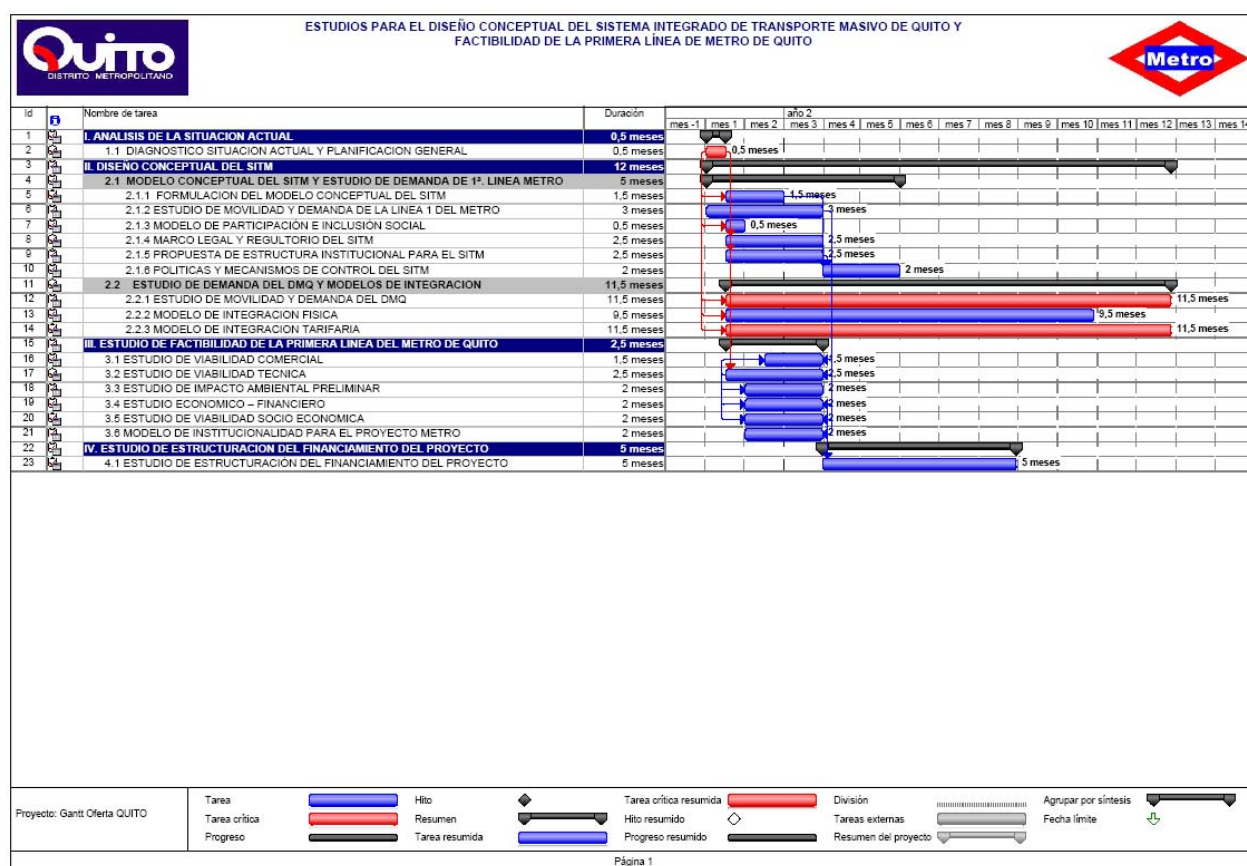 QUITO
DISTRITO METROPOLITANO
ESTUDIOS PARA EL DISEÑO CONCEPTUAL DEL SISTEMA INTEGRADO DE TRANSPORTE MASIVO DE QUITO Y
FACTIBILIDAD DE LA PRIMERA LÍNEA DE METRO DE QUITO
Metro
Id Nombre de tarea Duración año 2
mes -1 mes 1 mes 2 mes 3 mes 4 mes 5 mes 6 mes 7 mes 8 mes 9 mes 10 mes 11 mes 12 mes 13 mes 14
1 I. ANALISIS DE LA SITUACION ACTUAL 0,5 meses
2 1.1 DIAGNOSTICO SITUACION ACTUAL Y PLANIFICACION GENERAL 0,5 meses 0,5 meses
3 II. DISEÑO CONCEPTUAL DEL SITM 12 meses
4 2.1 MODELO CONCEPTUAL DEL SITM Y ESTUDIO DE DEMANDA DE 1ª. LINEA METRO 5 meses
5 2.1.1 FORMULACION DEL MODELO CONCEPTUAL DEL SITM 1,5 meses 1,5 meses
6 2.1.2 ESTUDIO DE MOVILIDAD Y DEMANDA DE LA LINEA 1 DEL METRO 3 meses 3 meses
7 2.1.3 MODELO DE PARTICIPACIÓN E INCLUSIÓN SOCIAL 0,5 meses 0,5 meses
8 2.1.4 MARCO LEGAL Y REGULTORIO DEL SITM 2,5 meses 2,5 meses
9 2.1.5 PROPUESTA DE ESTRUCTURA INSTITUCIONAL PARA EL SITM 2,5 meses 2,5 meses
10 2.1.6 POLITICAS Y MECANISMOS DE CONTROL DEL SITM 2 meses 2 meses
11 2.2 ESTUDIO DE DEMANDA DEL DMQ Y MODELOS DE INTEGRACION 11,5 meses
12 2.2.1 ESTUDIO DE MOVILIDAD Y DEMANDA DEL DMQ 11,5 meses 11,5 meses
13 2.2.2 MODELO DE INTEGRACION FISICA 9,5 meses 9,5 meses
14 2.2.3 MODELO DE INTEGRACION TARIFARIA 11,5 meses 11,5 meses
15 III. ESTUDIO DE FACTIBILIDAD DE LA PRIMERA LINEA DEL METRO DE QUITO 2,5 meses
16 3.1 ESTUDIO DE VIABILIDAD COMERCIAL 1,5 meses 1,5 meses
17 3.2 ESTUDIO DE VIABILIDAD TECNICA 2,5 meses 2,5 meses
18 3.3 ESTUDIO DE IMPACTO AMBIENTAL PRELIMINAR 2 meses 2 meses
19 3.4 ESTUDIO ECONOMICO – FINANCIERO 2 meses 2 meses
20 3.5 ESTUDIO DE VIABILIDAD SOCIO ECONOMICA 2 meses 2 meses
21 3.6 MODELO DE INSTITUCIONALIDAD PARA EL PROYECTO METRO 2 meses 2 meses
22 IV. ESTUDIO DE ESTRUCTURACION DEL FINANCIAMIENTO DEL PROYECTO 5 meses
23 4.1 ESTUDIO DE ESTRUCTURACIÓN DEL FINANCIAMIENTO DEL PROYECTO 5 meses 5 meses
Proyecto: Gantt Oferta QUITO
Tarea Hito Tarea crítica resumida División Agrupar por síntesis
Tarea crítica Resumen Hito resumido Tareas externas Fecha límite
Progreso Tarea resumida Progreso resumido Resumen del proyecto
Página 1